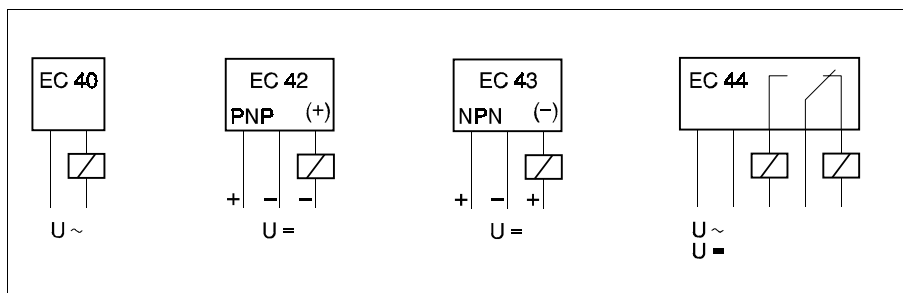 EC 40
U ~
EC 42
PNP (+)
+ – –
U =
EC 43
NPN (–)
+ – +
U =
EC 44
U ~
U =